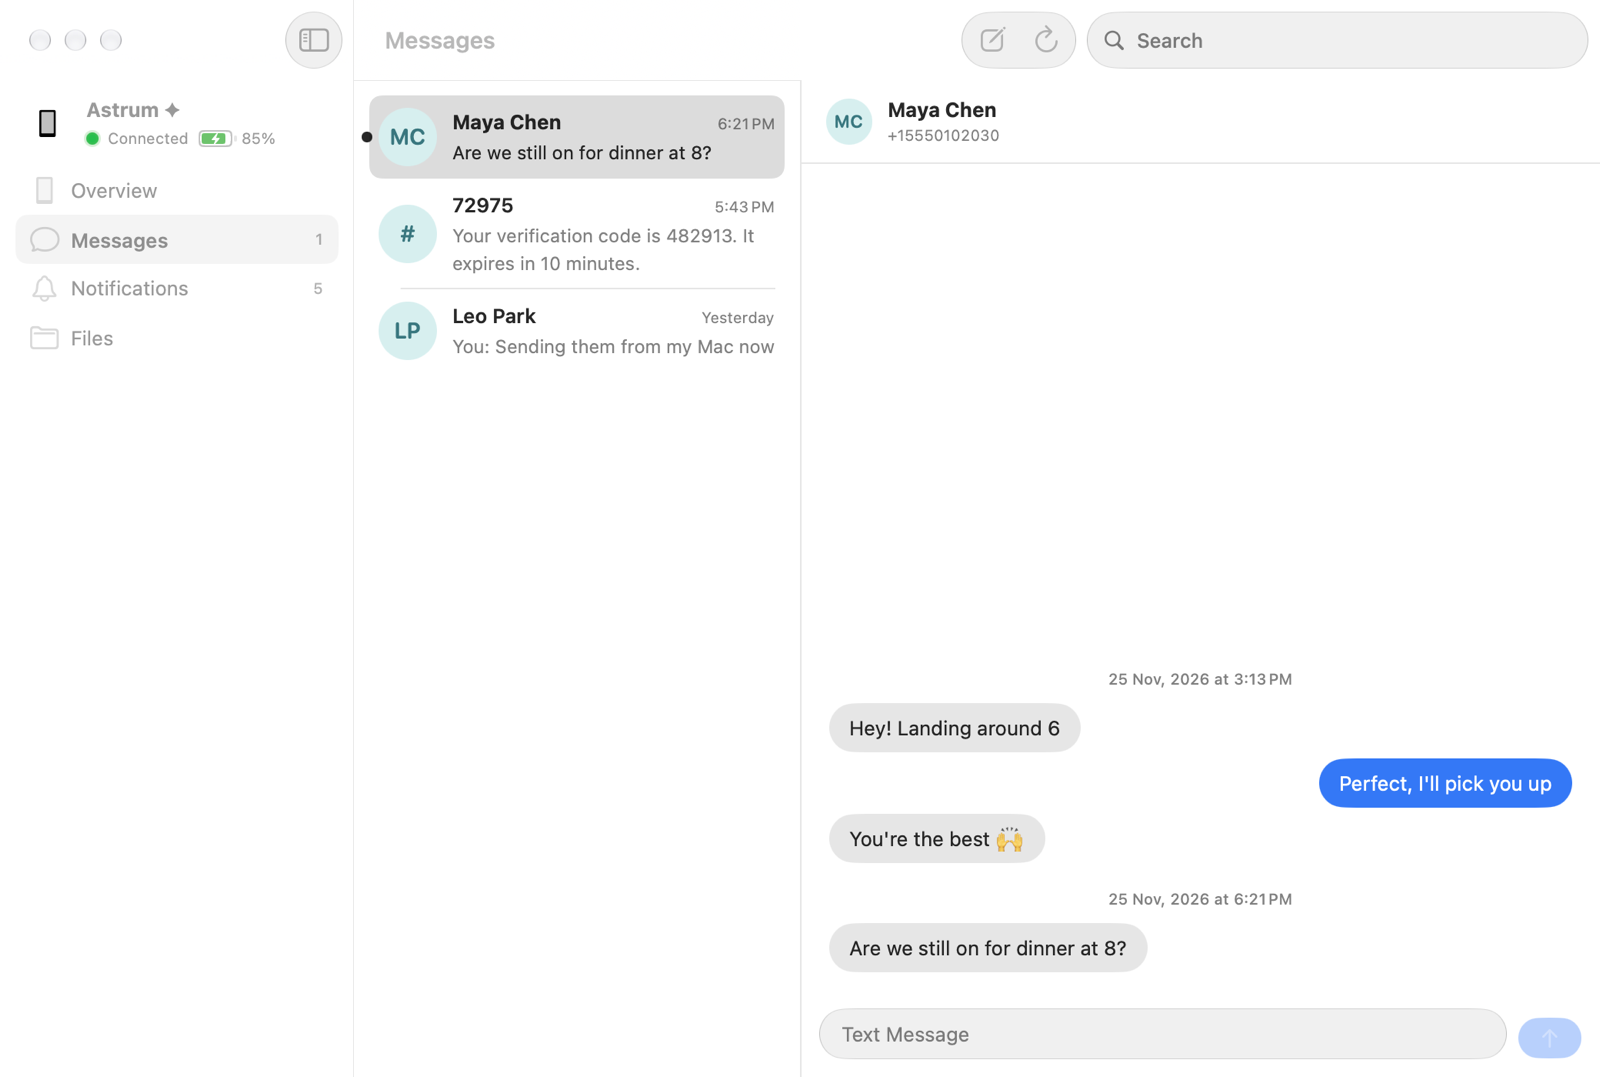 Messages
Search
Astrum
Connected 85%
Overview
Messages 1
Notifications 5
Files
MC
Maya Chen 6:21 PM
Are we still on for dinner at 8?
#
72975 5:43 PM
Your verification code is 482913. It
expires in 10 minutes.
LP
Leo Park Yesterday
You: Sending them from my Mac now
MC
Maya Chen
+15550102030
25 Nov, 2026 at 3:13 PM
Hey! Landing around 6
Perfect, I'll pick you up
You're the best 🙌
25 Nov, 2026 at 6:21 PM
Are we still on for dinner at 8?
Text Message